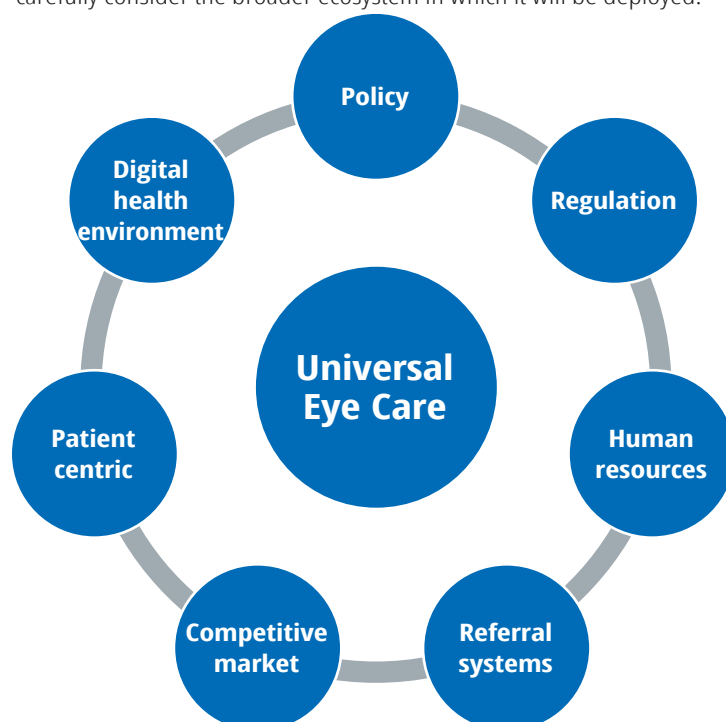 carefully consider the broader ecosystem in which it will be deployed.
Policy
Digital
health
environment
Regulation
Universal
Eye Care
Patient
centric
Human
resources
Competitive
market
Referral
systems